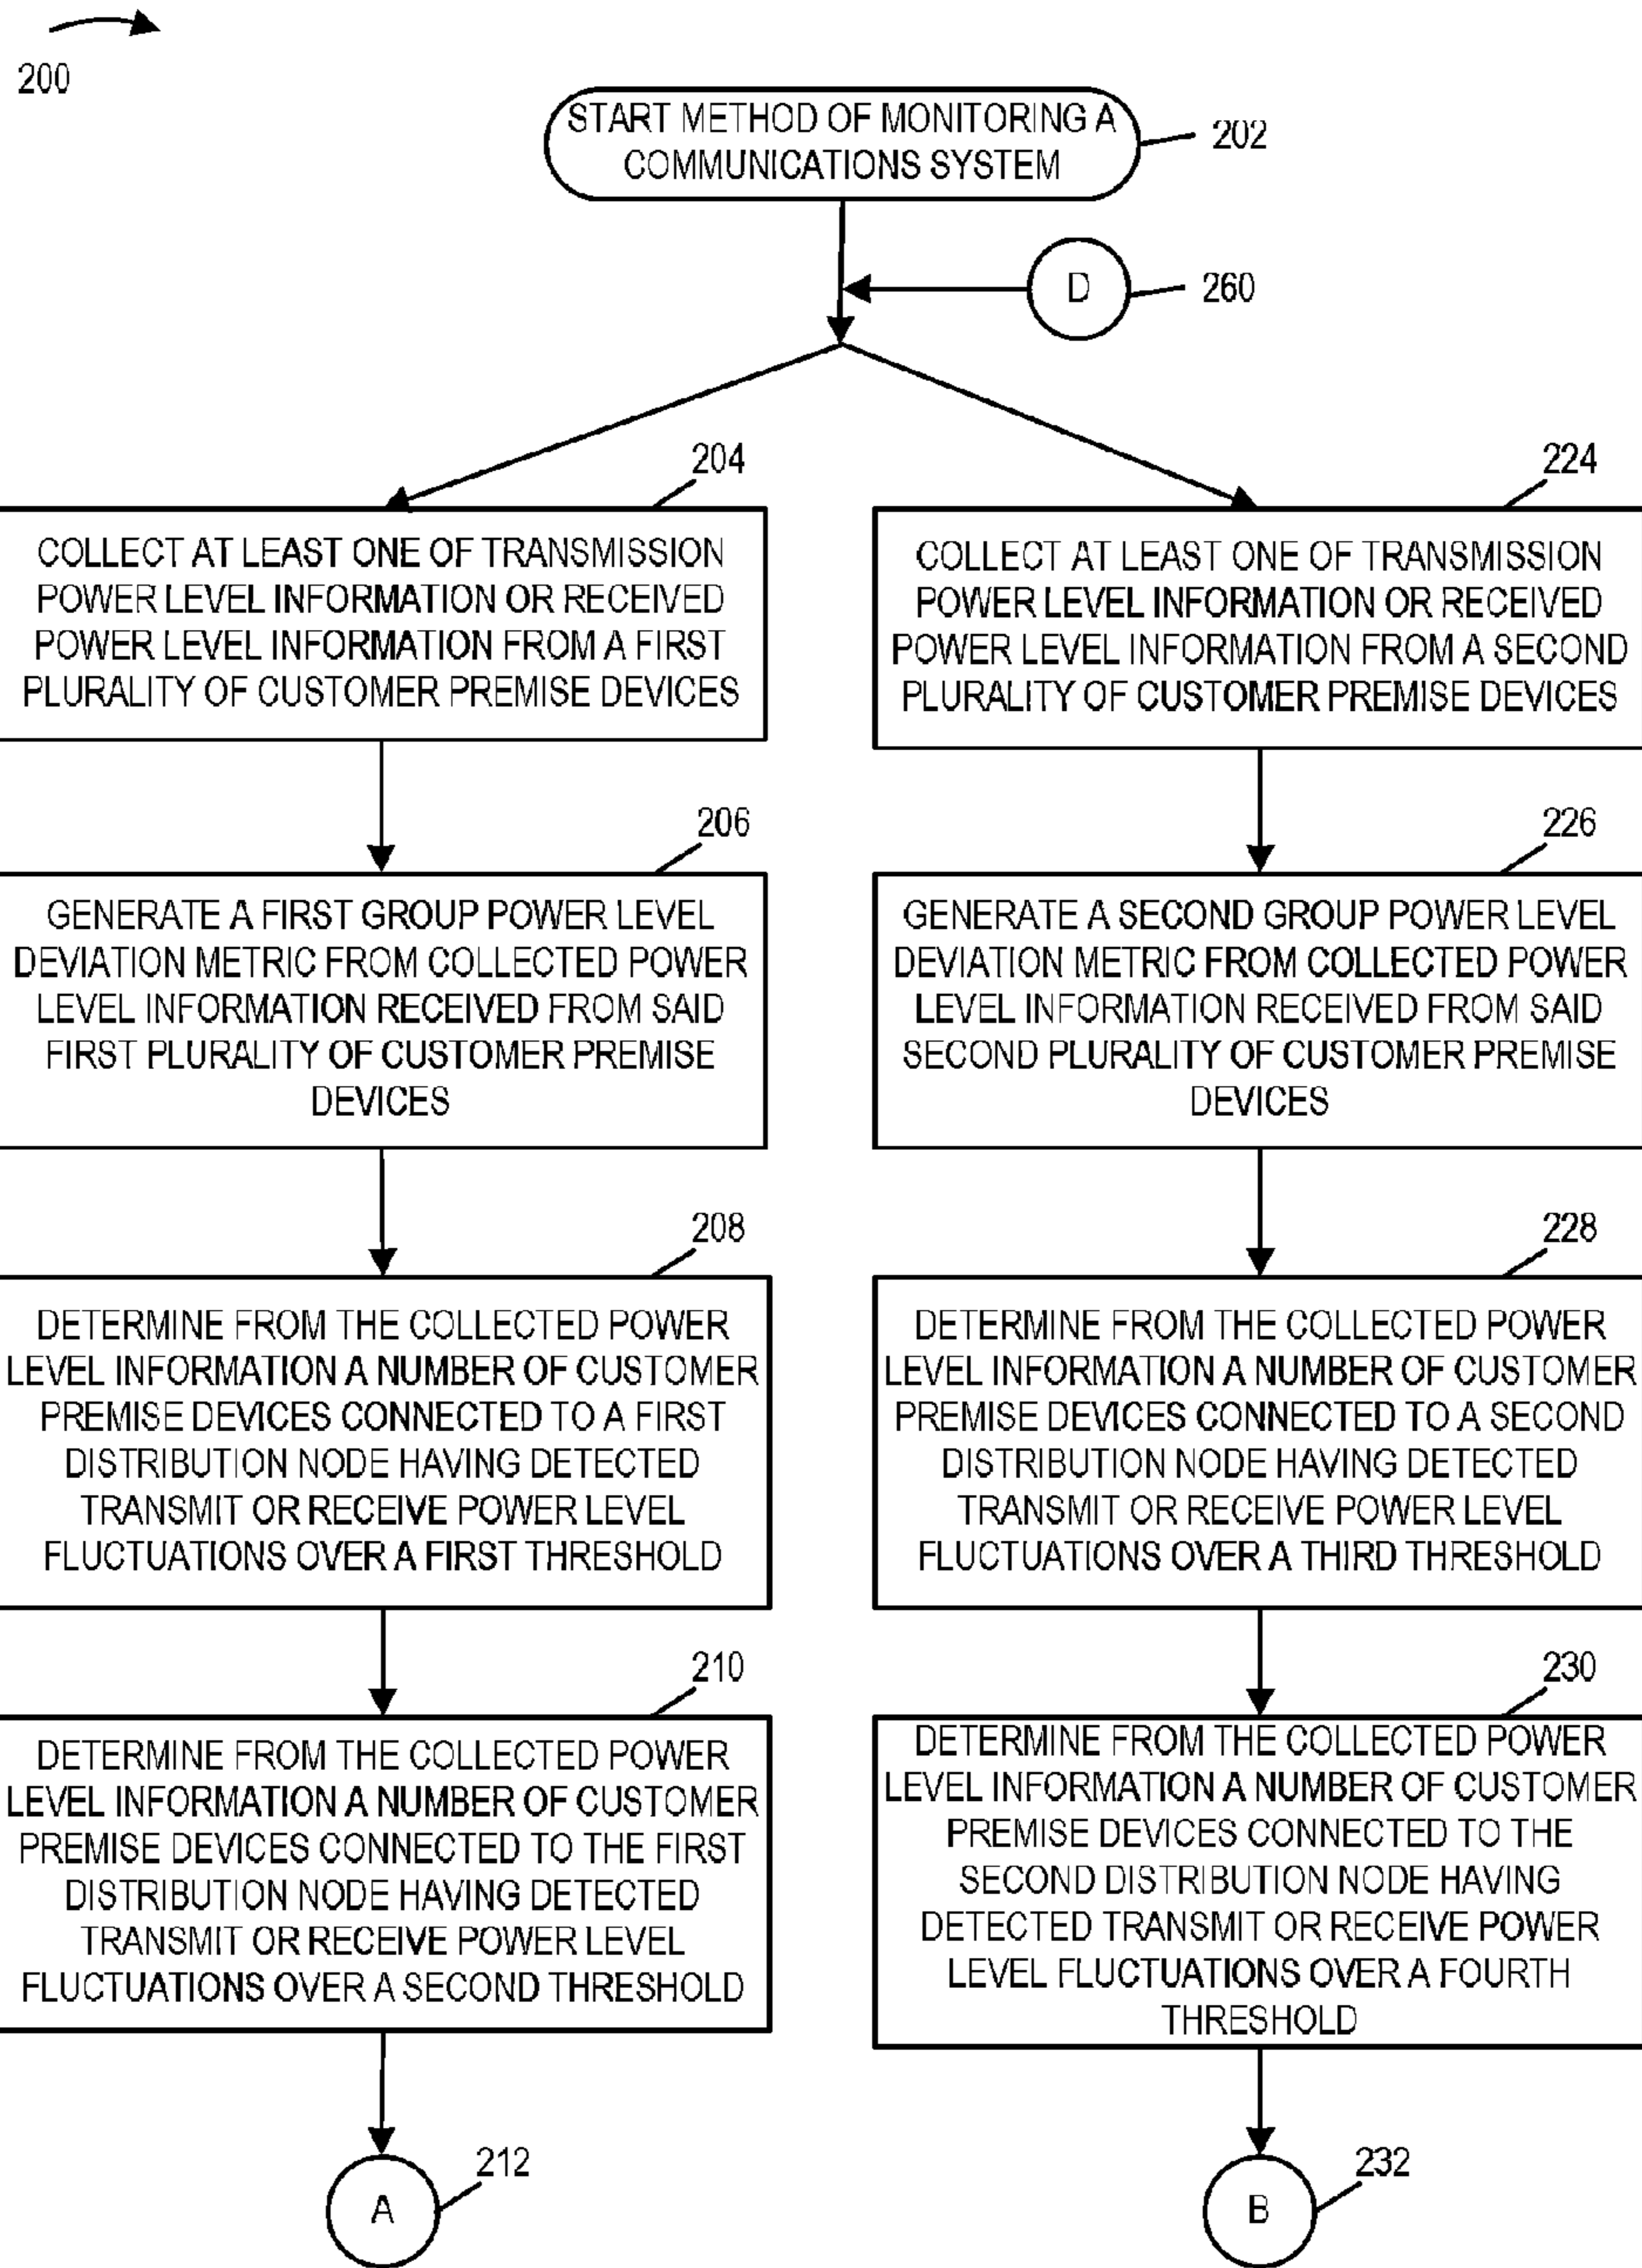 200
START METHOD OF MONITORING A
COMMUNICATIONS SYSTEM
202
D
260
204
COLLECT AT LEAST ONE OF TRANSMISSION
POWER LEVEL INFORMATION OR RECEIVED
POWER LEVEL INFORMATION FROM A FIRST
PLURALITY OF CUSTOMER PREMISE DEVICES
224
COLLECT AT LEAST ONE OF TRANSMISSION
POWER LEVEL INFORMATION OR RECEIVED
POWER LEVEL INFORMATION FROM A SECOND
PLURALITY OF CUSTOMER PREMISE DEVICES
206
GENERATE A FIRST GROUP POWER LEVEL
DEVIATION METRIC FROM COLLECTED POWER
LEVEL INFORMATION RECEIVED FROM SAID
FIRST PLURALITY OF CUSTOMER PREMISE
DEVICES
226
GENERATE A SECOND GROUP POWER LEVEL
DEVIATION METRIC FROM COLLECTED POWER
LEVEL INFORMATION RECEIVED FROM SAID
SECOND PLURALITY OF CUSTOMER PREMISE
DEVICES
208
DETERMINE FROM THE COLLECTED POWER
LEVEL INFORMATION A NUMBER OF CUSTOMER
PREMISE DEVICES CONNECTED TO A FIRST
DISTRIBUTION NODE HAVING DETECTED
TRANSMIT OR RECEIVE POWER LEVEL
FLUCTUATIONS OVER A FIRST THRESHOLD
228
DETERMINE FROM THE COLLECTED POWER
LEVEL INFORMATION A NUMBER OF CUSTOMER
PREMISE DEVICES CONNECTED TO A SECOND
DISTRIBUTION NODE HAVING DETECTED
TRANSMIT OR RECEIVE POWER LEVEL
FLUCTUATIONS OVER A THIRD THRESHOLD
210
DETERMINE FROM THE COLLECTED POWER
LEVEL INFORMATION A NUMBER OF CUSTOMER
PREMISE DEVICES CONNECTED TO THE FIRST
DISTRIBUTION NODE HAVING DETECTED
TRANSMIT OR RECEIVE POWER LEVEL
FLUCTUATIONS OVER A SECOND THRESHOLD
230
DETERMINE FROM THE COLLECTED POWER
LEVEL INFORMATION A NUMBER OF CUSTOMER
PREMISE DEVICES CONNECTED TO THE
SECOND DISTRIBUTION NODE HAVING
DETECTED TRANSMIT OR RECEIVE POWER
LEVEL FLUCTUATIONS OVER A FOURTH
THRESHOLD
A
212
B
232